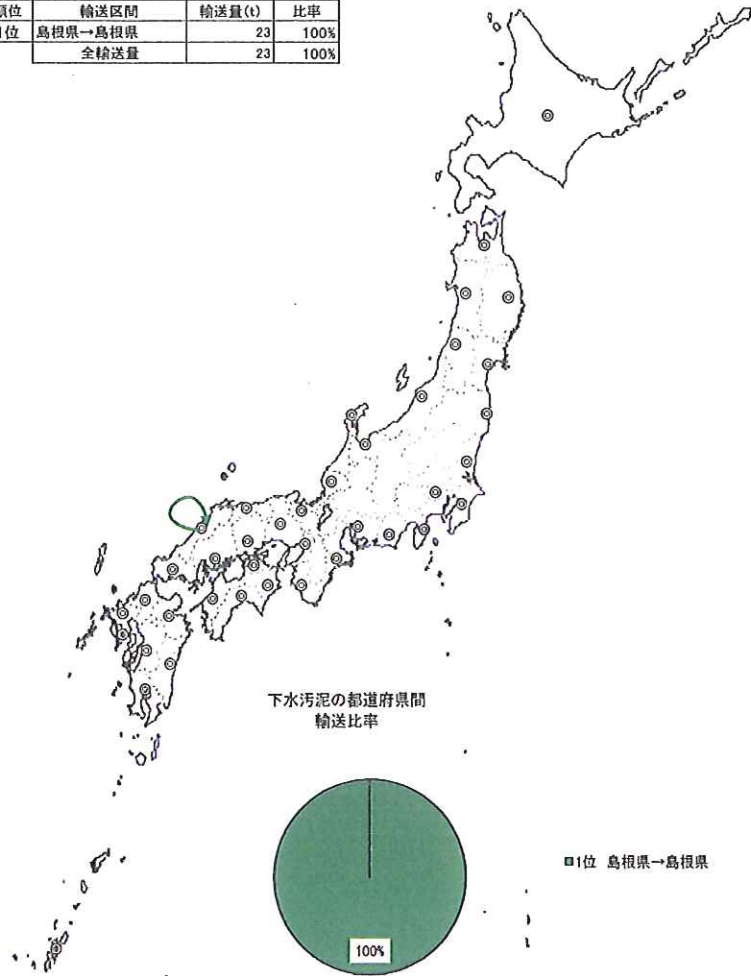 順位 輸送区間 輸送量(t) 比率
1位 島根県→島根県 23 100%
全輸送量 23 100%
下水汚泥の都道府県間
輸送比率
■1位 島根県→島根県
100%